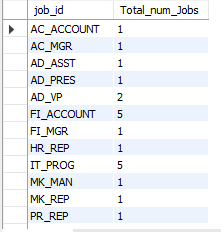 job_id Total_num_Jobs
AC_ACCOUNT 1
AC_MGR 1
AD_ASST 1
AD_PRES 1
AD_VP 2
FI_ACCOUNT 5
FI_MGR 1
HR_REP 1
IT_PROG 5
MK_MAN 1
MK_REP 1
PR_REP 1